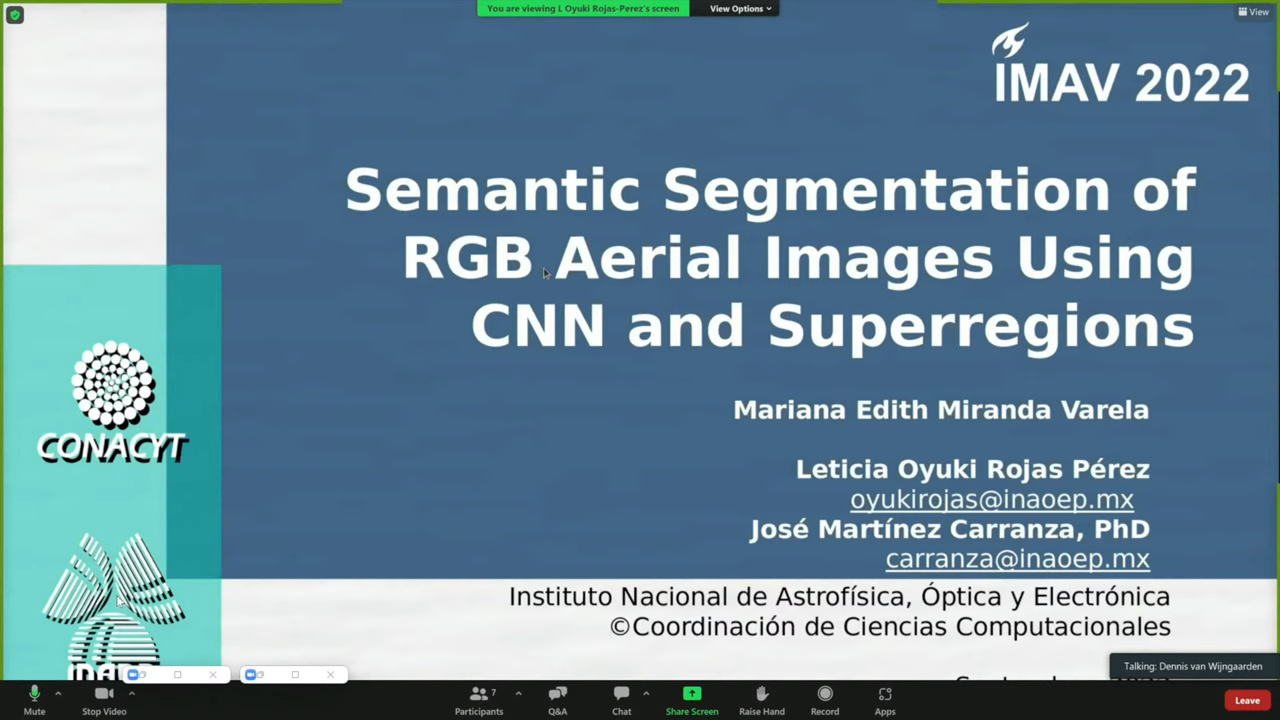 You are viewing L Oyuki Rojas-Perez's screen
View Options
View
IMAV 2022
Semantic Segmentation of
RGB Aerial Images Using
CNN and Superregions
Mariana Edith Miranda Varela
Leticia Oyuki Rojas Pérez
oyukirojas@inaoep.mx
José Martínez Carranza, PhD
carranza@inaoep.mx
CONACYT
Instituto Nacional de Astrofísica, Óptica y Electrónica
©Coordinación de Ciencias Computacionales
Talking: Dennis van Wijngaarden
Mute
Stop Video
Participants
7
Q&A
Chat
Share Screen
Raise Hand
Record
Apps
Leave